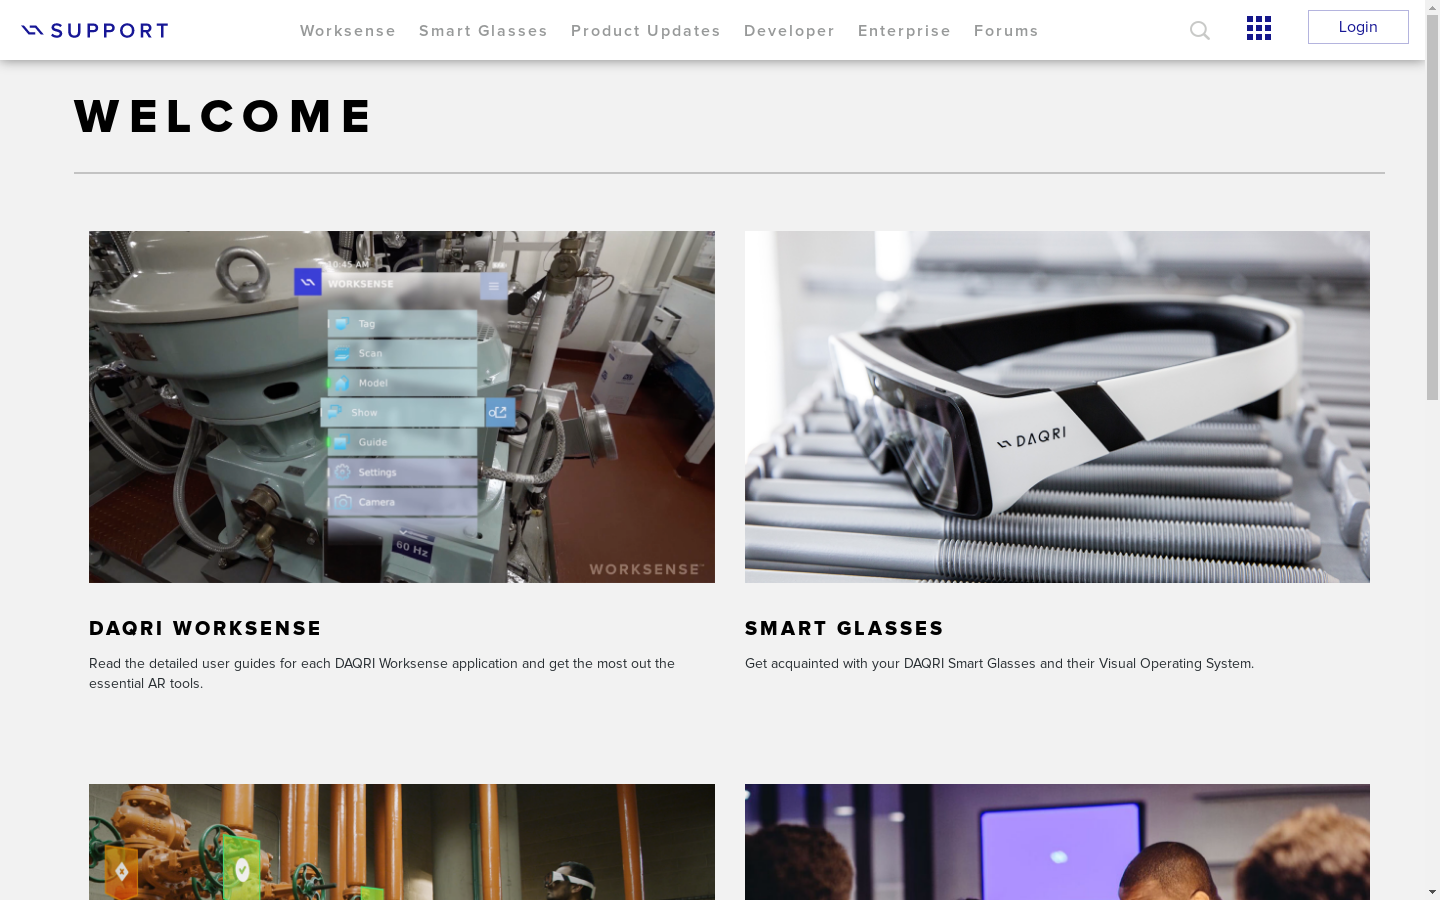 SUPPORT
Worksense Smart Glasses Product Updates Developer Enterprise Forums
Login
WELCOME
10:45 AM
WORKSENSE
Tag
Scan
Model
Show
Guide
Settings
Camera
60 Hz
WORKSENSE™
DAQRI
DAQRI WORKSENSE
Read the detailed user guides for each DAQRI Worksense application and get the most out the
essential AR tools.
SMART GLASSES
Get acquainted with your DAQRI Smart Glasses and their Visual Operating System.